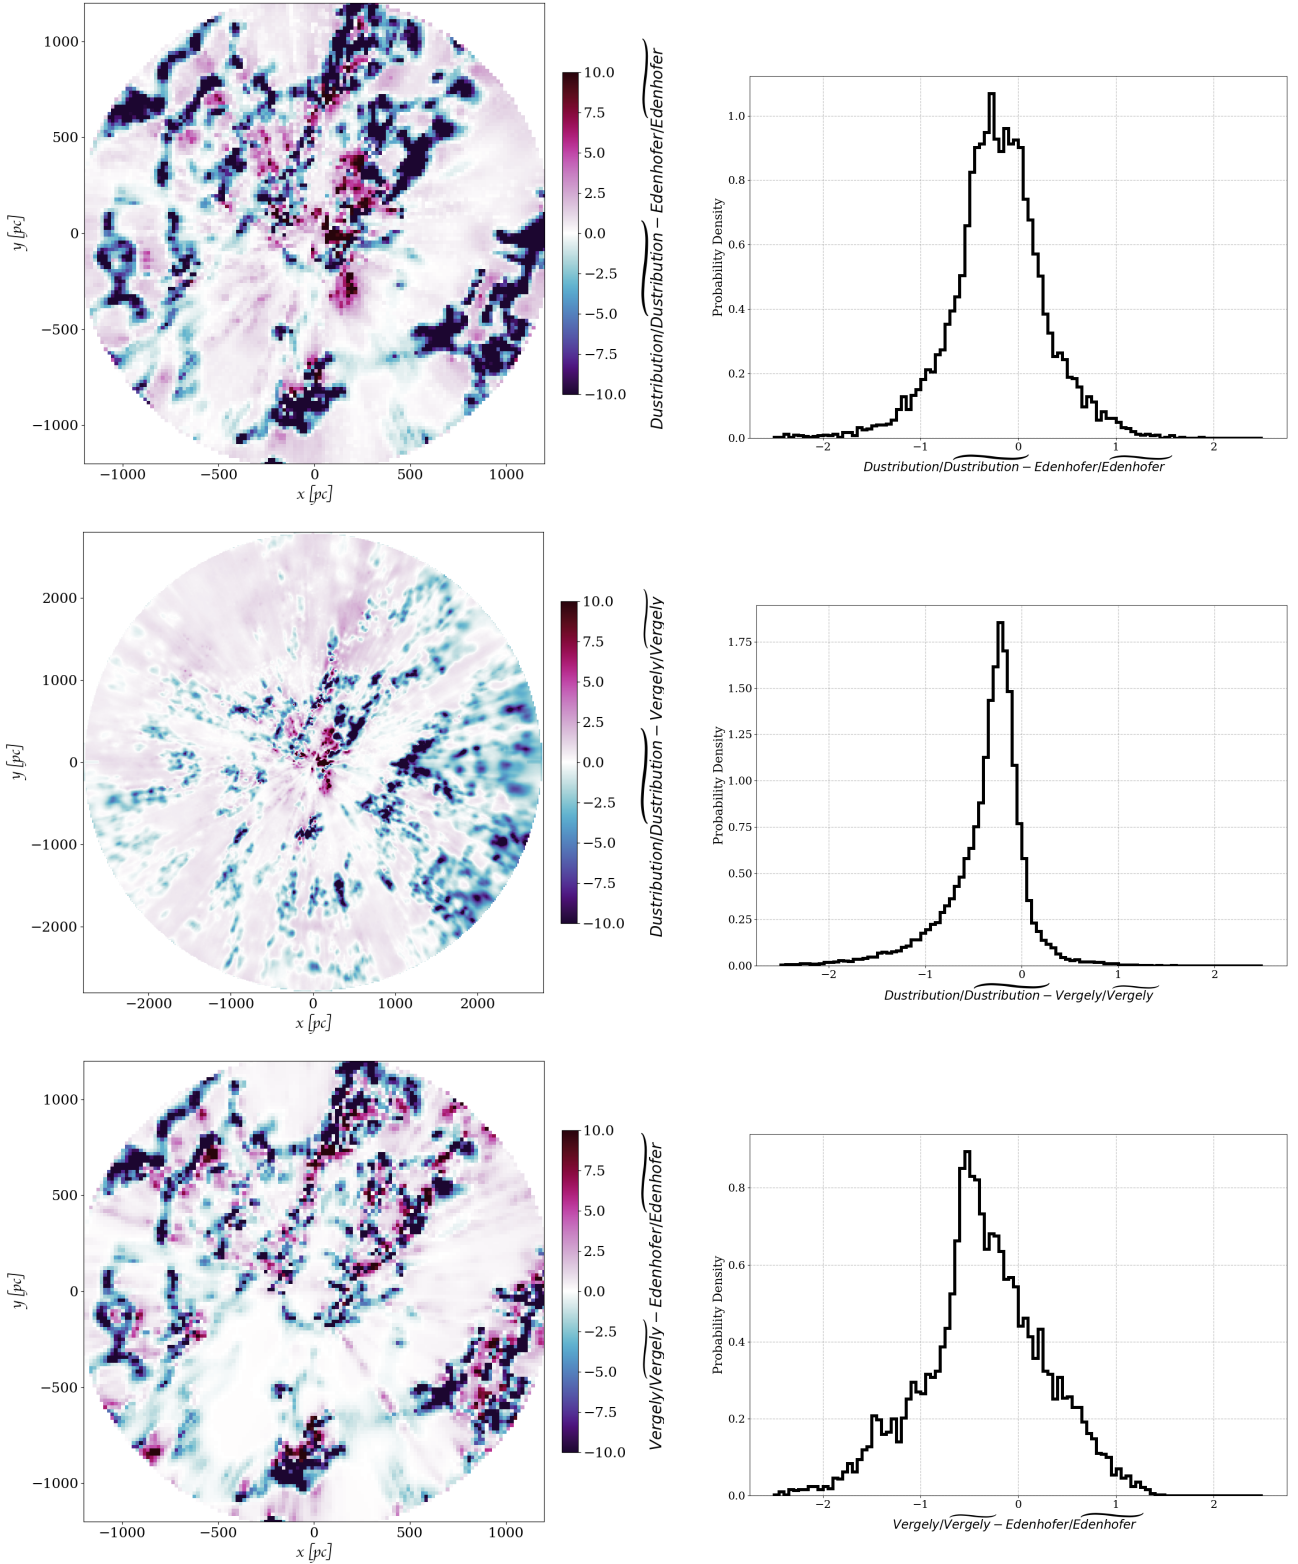 1000
500
0
−500
−1000
y [pc]
−1000 −500 0 500 1000
x [pc]
10.0
7.5
5.0
2.5
0.0
−2.5
−5.0
−7.5
−10.0
Dustribution/Dustribution − Edenhofer/Edenhofer
1.0
0.8
0.6
0.4
0.2
0.0
Probability Density
−2 −1 0 1 2
Dustribution/Dustribution − Edenhofer/Edenhofer
2000
1000
0
−1000
−2000
y [pc]
−2000 −1000 0 1000 2000
x [pc]
10.0
7.5
5.0
2.5
0.0
−2.5
−5.0
−7.5
−10.0
Dustribution/Dustribution − Vergely/Vergely
1.75
1.50
1.25
1.00
0.75
0.50
0.25
0.00
Probability Density
−2 −1 0 1 2
Dustribution/Dustribution − Vergely/Vergely
1000
500
0
−500
−1000
y [pc]
−1000 −500 0 500 1000
x [pc]
10.0
7.5
5.0
2.5
0.0
−2.5
−5.0
−7.5
−10.0
Vergely/Vergely − Edenhofer/Edenhofer
0.8
0.6
0.4
0.2
0.0
Probability Density
−2 −1 0 1 2
Vergely/Vergely − Edenhofer/Edenhofer